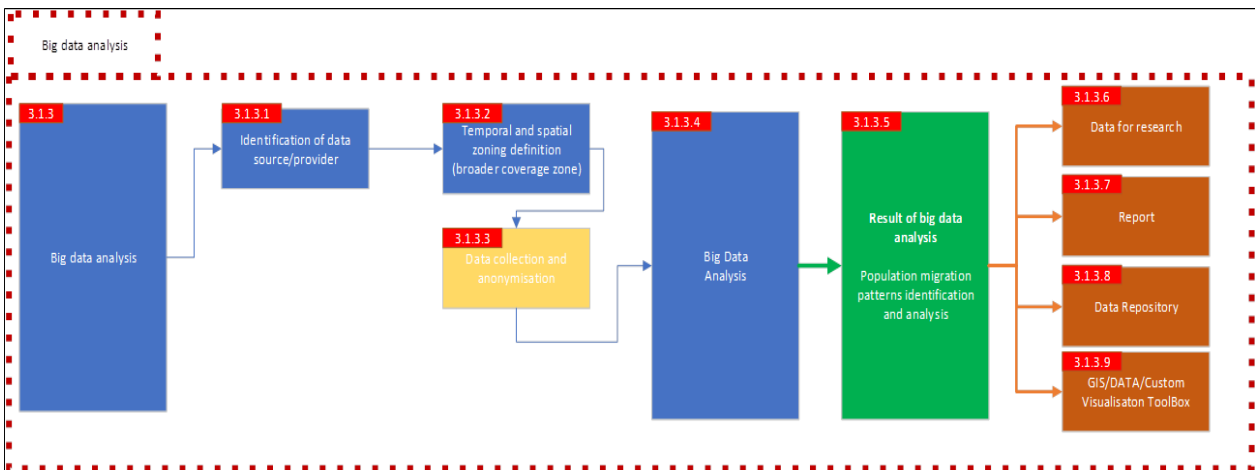 Big data analysis
3.1.3
Big data analysis
3.1.3.1
Identification of data
source/provider
3.1.3.2
Temporal and spatial
zoning definition
(broader coverage zone)
3.1.3.3
Data collection and
anonymisation
3.1.3.4
Big Data
Analysis
3.1.3.5
Result of big data
analysis
Population migration
patterns identification
and analysis
3.1.3.6
Data for research
3.1.3.7
Report
3.1.3.8
Data Repository
3.1.3.9
GIS/DATA/Custom
Visualisaton ToolBox